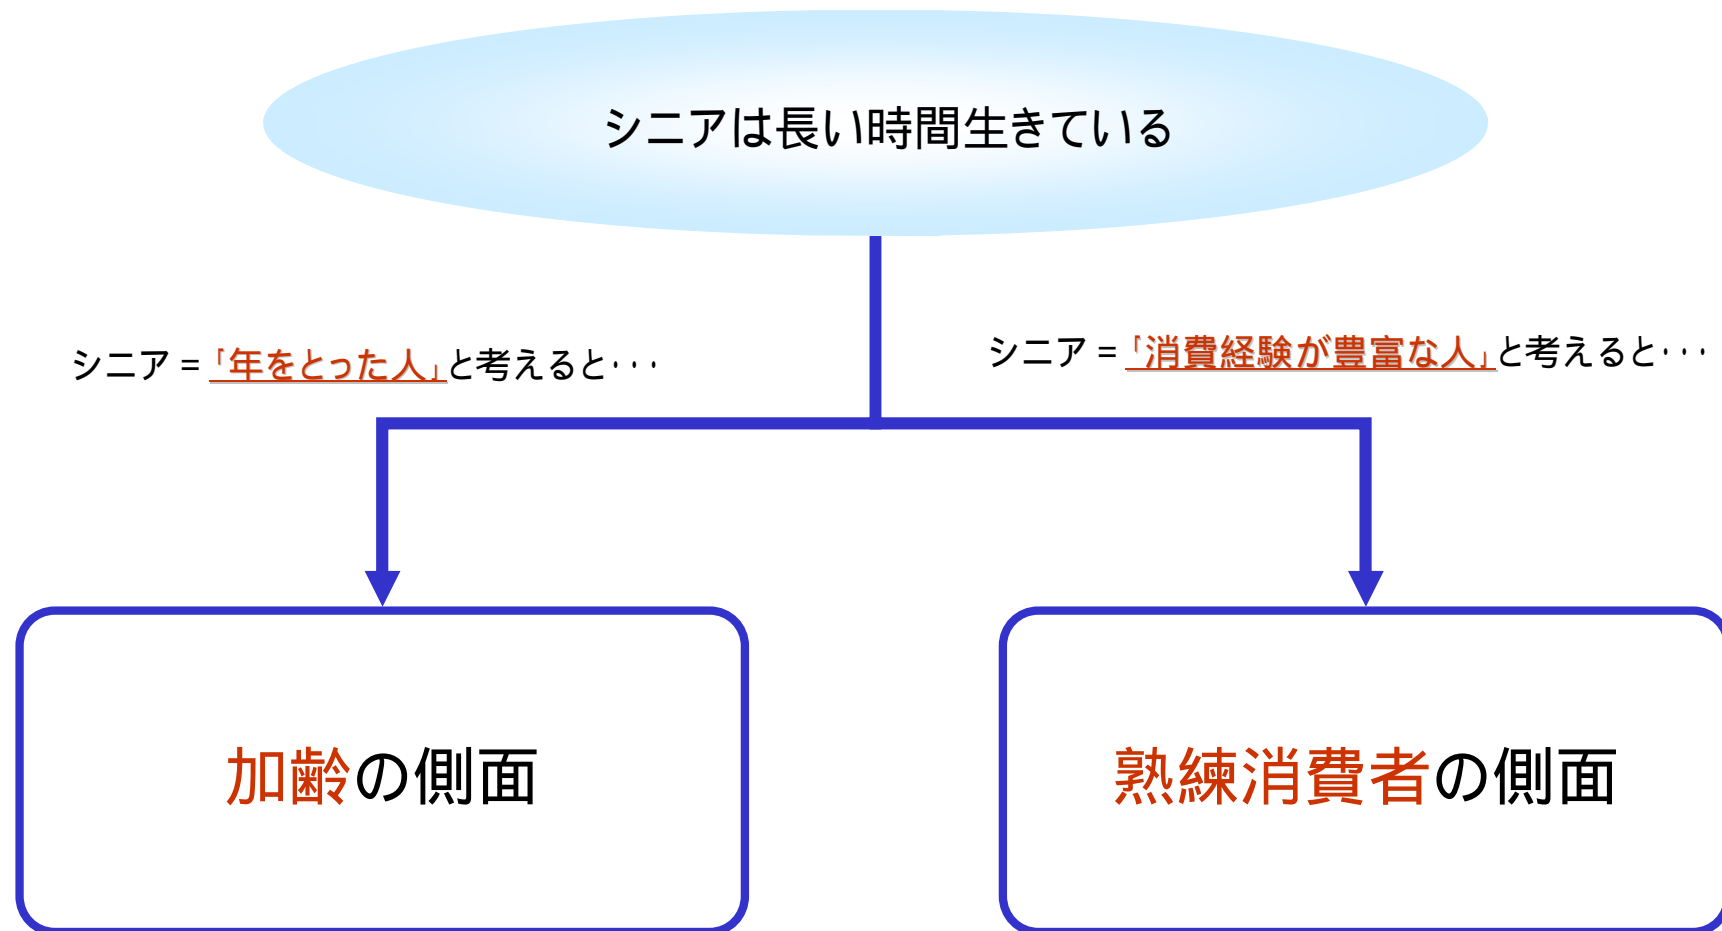 シニアは長い時間生きている
シニア =「年をとった人」と考えると･･･
シニア =「消費経験が豊富な人」と考えると･･･
加齢の側面
熟練消費者の側面